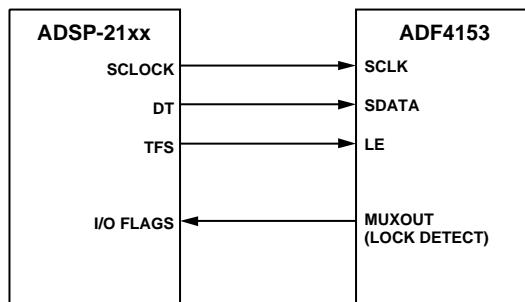 ADSP-21xx
ADF4153
SCLOCK
SCLK
DT
SDATA
TFS
LE
I/O FLAGS
MUXOUT
(LOCK DETECT)